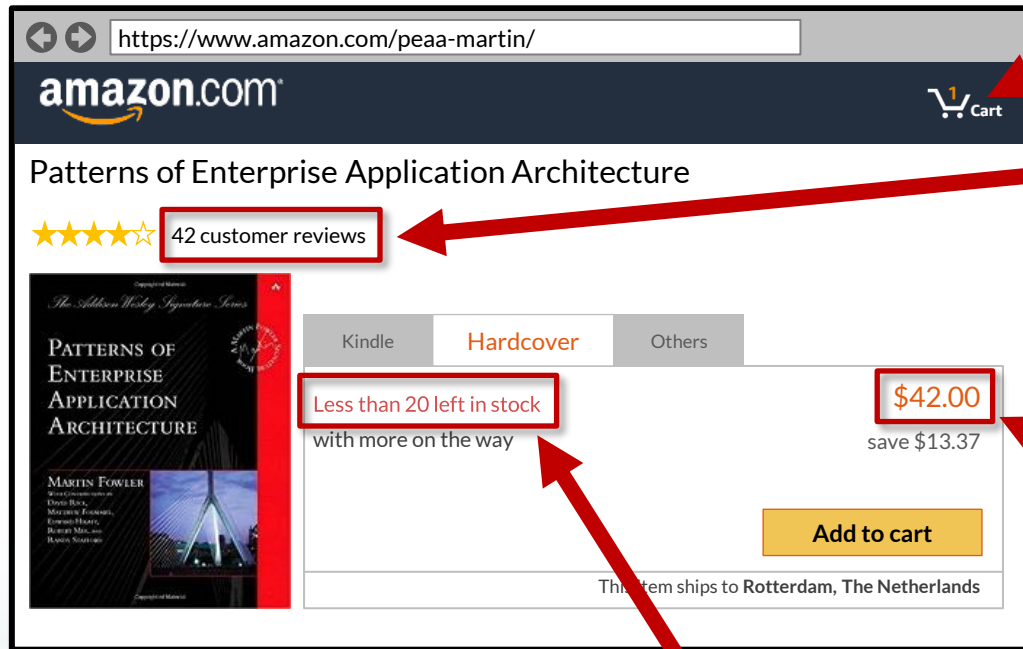 https://www.amazon.com/peaa-martin/
amazon.com
1
Cart
Patterns of Enterprise Application Architecture
42 customer reviews
The Addison Wesley Signature Series
PATTERNS OF
ENTERPRISE
APPLICATION
ARCHITECTURE
MARTIN FOWLER
Kindle
Hardcover
Others
Less than 20 left in stock
$42.00
with more on the way
save $13.37
Add to cart
This item ships to Rotterdam, The Netherlands